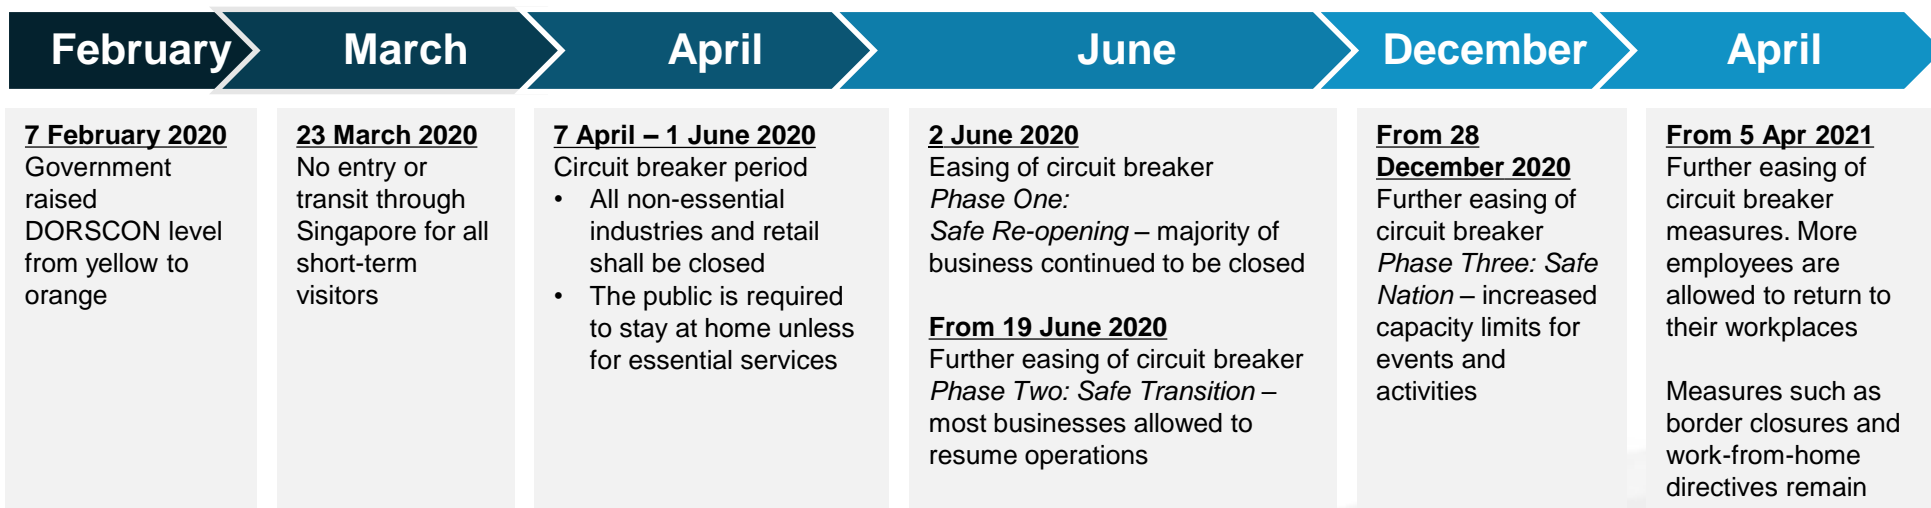 February
March
April
June
December
April
7 February 2020
Government
raised
DORSCON level
from yellow to
orange
23 March 2020
No entry or
transit through
Singapore for all
short-term
visitors
7 April – 1 June 2020
Circuit breaker period
• All non-essential
industries and retail
shall be closed
• The public is required
to stay at home unless
for essential services
2 June 2020
Easing of circuit breaker
Phase One:
Safe Re-opening – majority of
business continued to be closed
From 19 June 2020
Further easing of circuit breaker
Phase Two: Safe Transition –
most businesses allowed to
resume operations
From 28
December 2020
Further easing of
circuit breaker
Phase Three: Safe
Nation – increased
capacity limits for
events and
activities
From 5 Apr 2021
Further easing of
circuit breaker
measures. More
employees are
allowed to return to
their workplaces
Measures such as
border closures and
work-from-home
directives remain